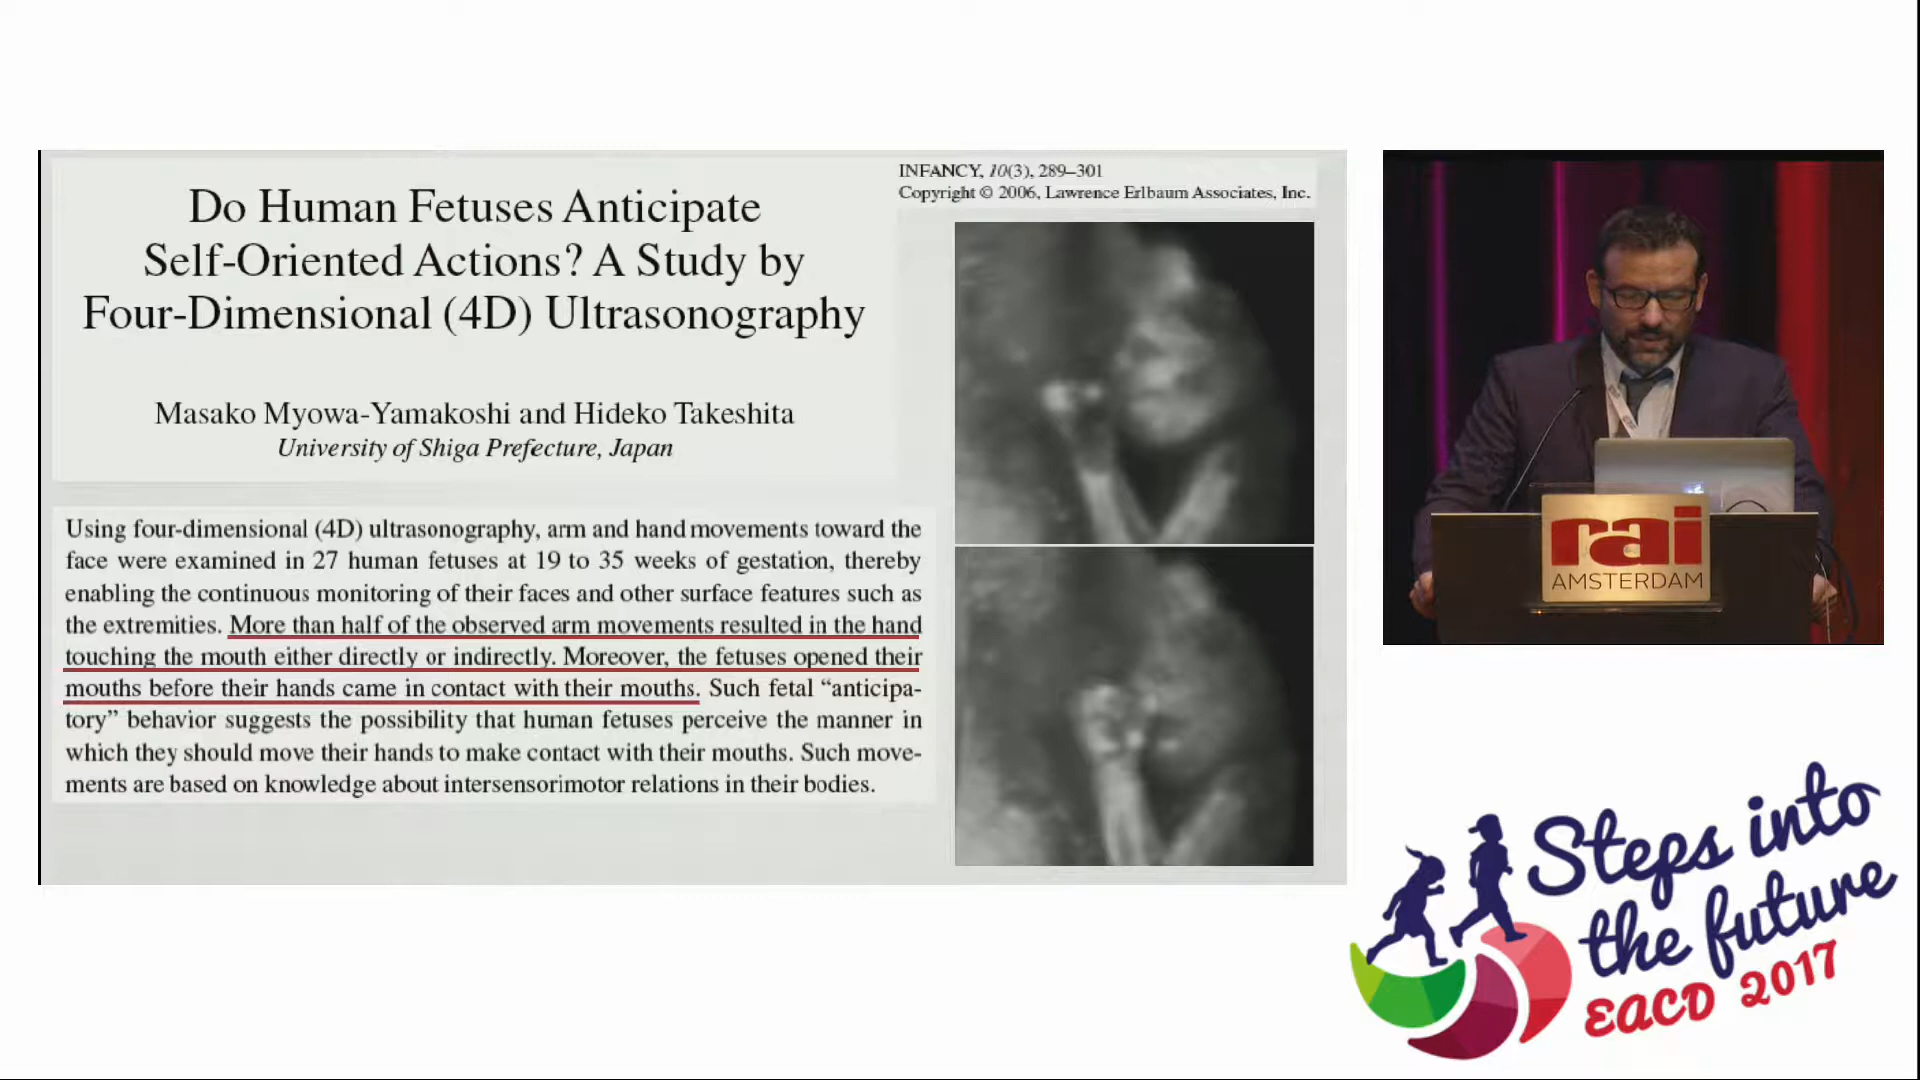 Do Human Fetuses Anticipate
Self-Oriented Actions? A Study by
Four-Dimensional (4D) Ultrasonography
Masako Myowa-Yamakoshi and Hideko Takeshita
University of Shiga Prefecture, Japan
INFANCY, 10(3), 289–301
Copyright © 2006, Lawrence Erlbaum Associates, Inc.
Using four-dimensional (4D) ultrasonography, arm and hand movements toward the
face were examined in 27 human fetuses at 19 to 35 weeks of gestation, thereby
enabling the continuous monitoring of their faces and other surface features such as
the extremities. More than half of the observed arm movements resulted in the hand
touching the mouth either directly or indirectly. Moreover, the fetuses opened their
mouths before their hands came in contact with their mouths. Such fetal “anticipa-
tory” behavior suggests the possibility that human fetuses perceive the manner in
which they should move their hands to make contact with their mouths. Such move-
ments are based on knowledge about intersensorimotor relations in their bodies.
rai
AMSTERDAM
Steps into
the future
EACD 2017